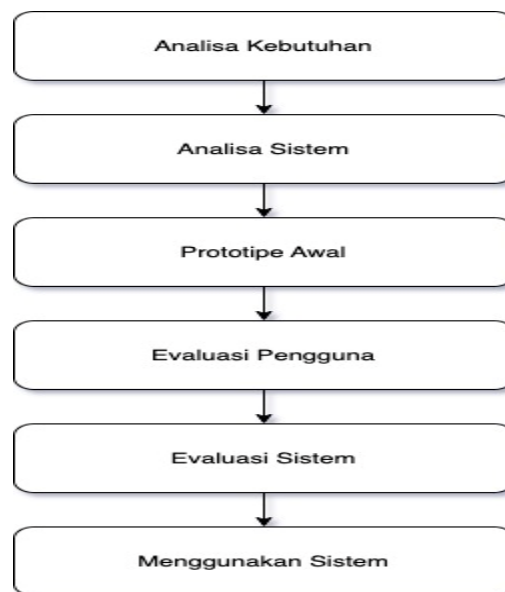 Analisa Kebutuhan
Analisa Sistem
Prototipe Awal
Evaluasi Pengguna
Evaluasi Sistem
Menggunakan Sistem